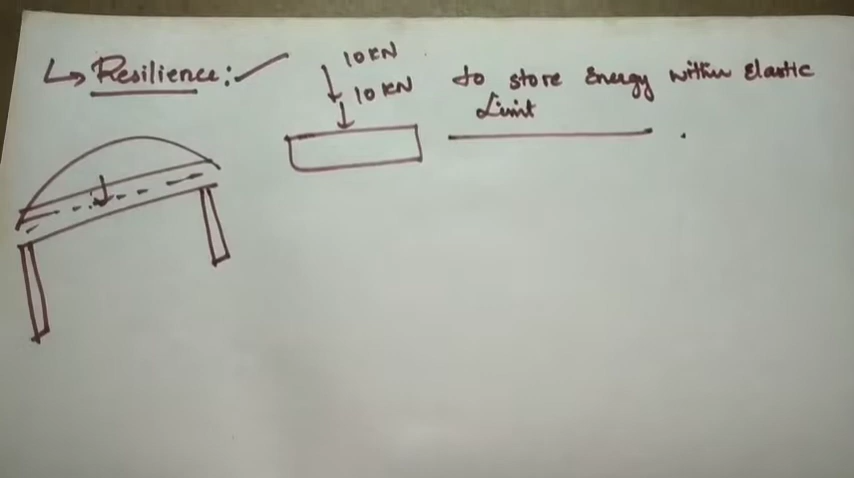 ↳ Resilience:
10 KN
10 KN
to store Energy within Elastic
Limit